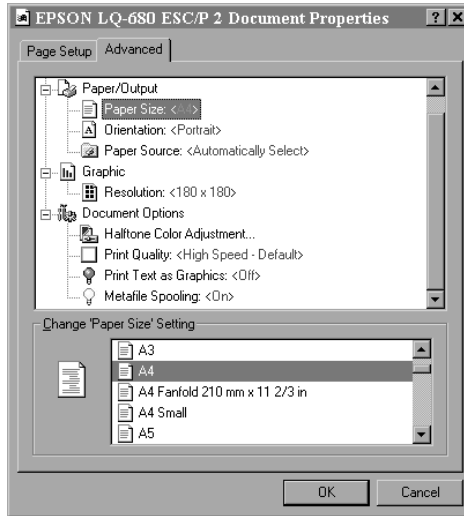 EPSON LQ-680 ESC/P 2 Document Properties
Page Setup
Advanced
Paper/Output
Paper Size: <A4>
Orientation: <Portrait>
Paper Source: <Automatically Select>
Graphic
Resolution: <180 x 180>
Document Options
Halftone Color Adjustment...
Print Quality: <High Speed - Default>
Print Text as Graphics: <Off>
Metafile Spooling: <On>
Change 'Paper Size' Setting
A3
A4
A4 Fanfold 210 mm x 11 2/3 in
A4 Small
A5
OK
Cancel